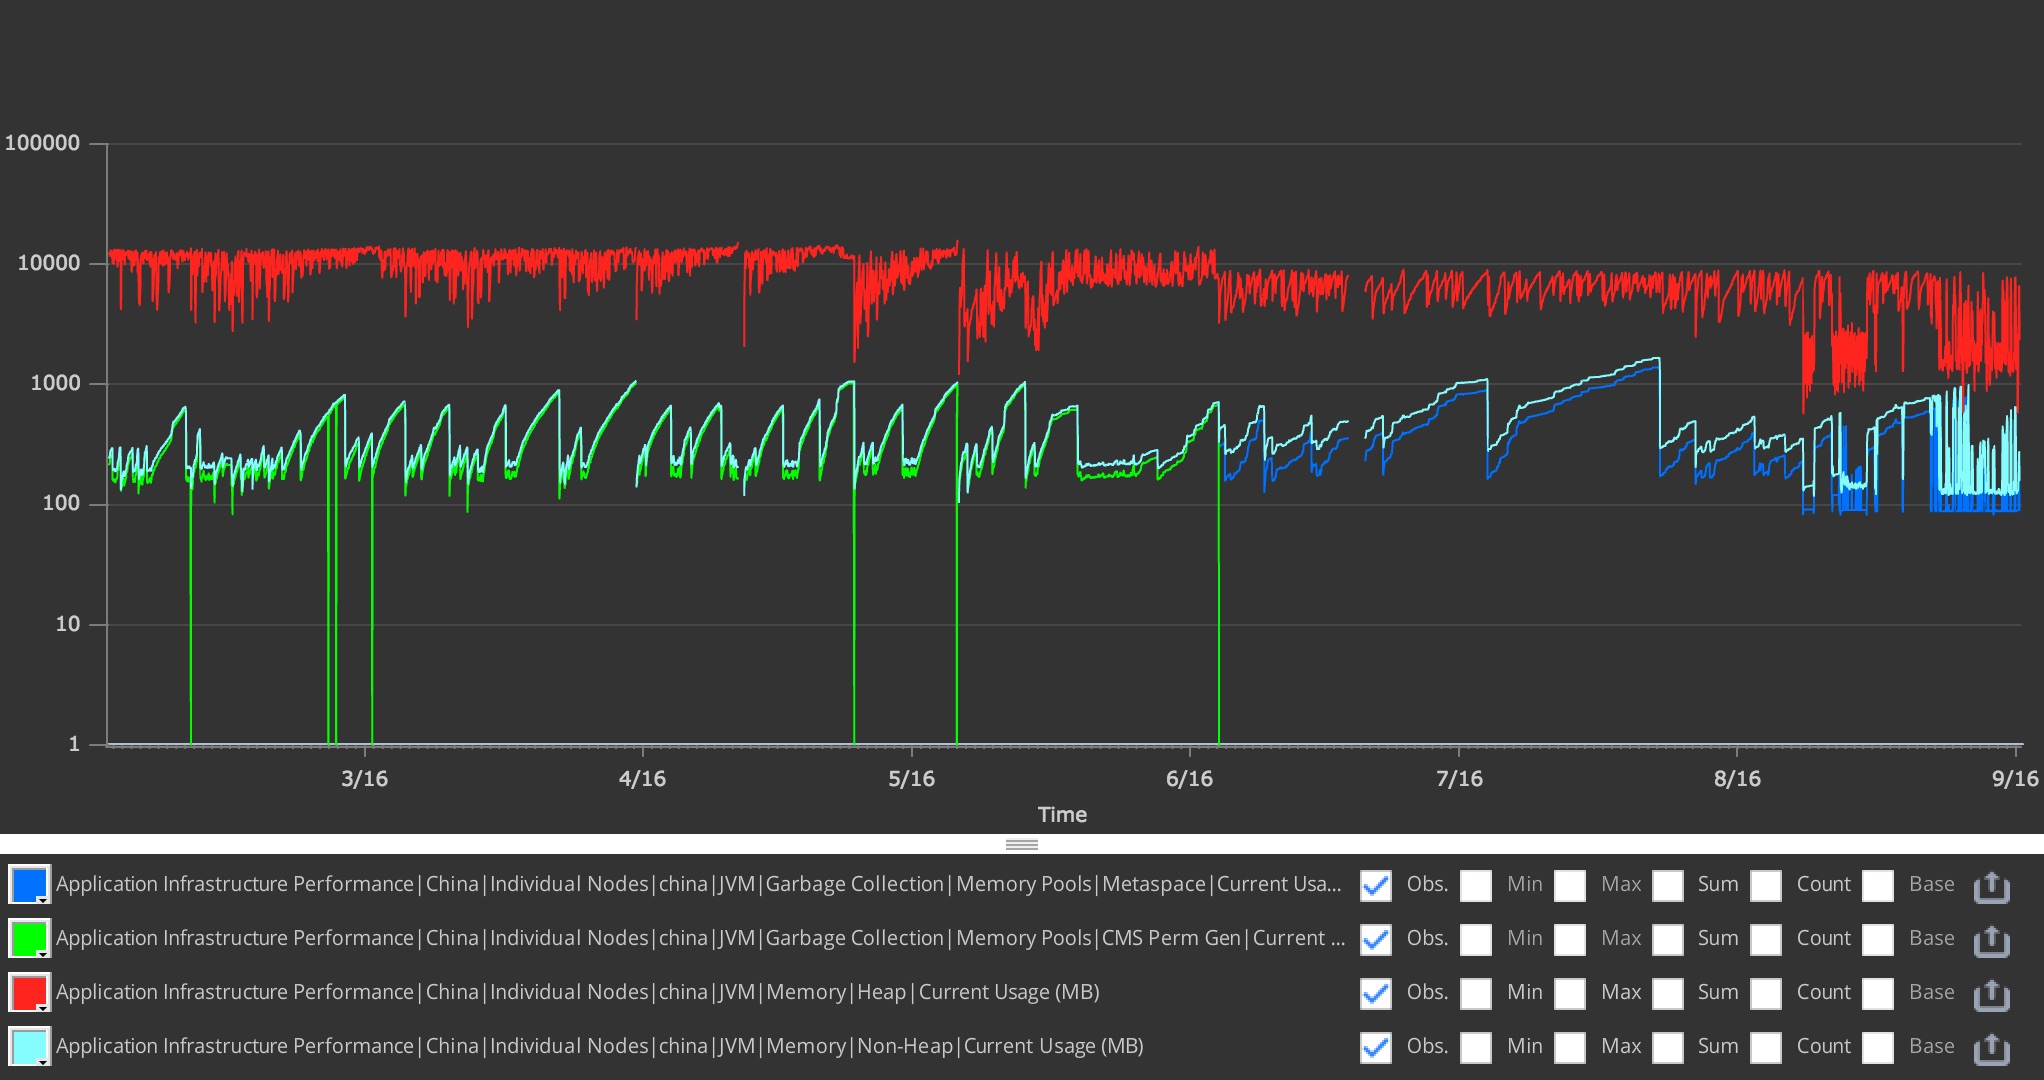 100000
10000
1000
100
10
1
3/16 4/16 5/16 6/16 7/16 8/16 9/16
Time
Application Infrastructure Performance|China|Individual Nodes|china|JVM|Garbage Collection|Memory Pools|Metaspace|Current Usa... Obs. Min Max Sum Count Base
Application Infrastructure Performance|China|Individual Nodes|china|JVM|Garbage Collection|Memory Pools|CMS Perm Gen|Current ... Obs. Min Max Sum Count Base
Application Infrastructure Performance|China|Individual Nodes|china|JVM|Memory|Heap|Current Usage (MB) Obs. Min Max Sum Count Base
Application Infrastructure Performance|China|Individual Nodes|china|JVM|Memory|Non-Heap|Current Usage (MB) Obs. Min Max Sum Count Base